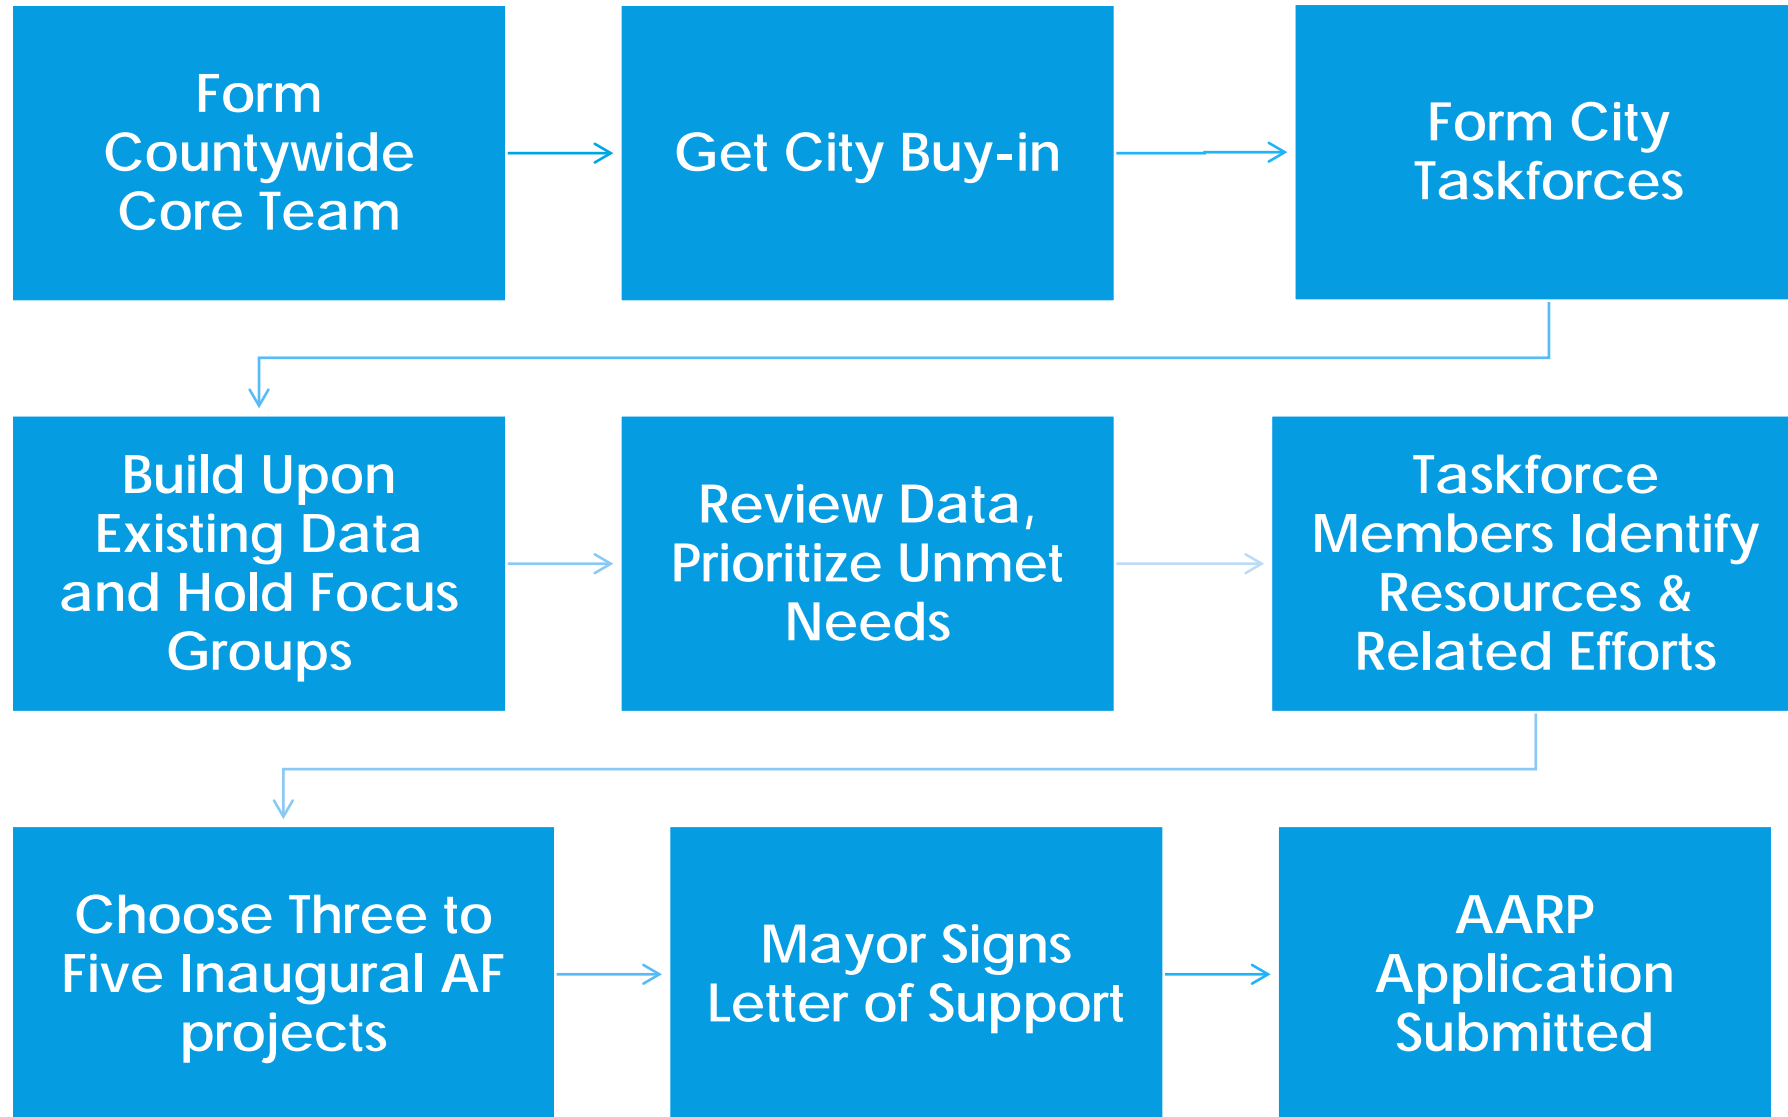 Form
Countywide
Core Team
Get City Buy-in
Form City
Taskforces
Build Upon
Existing Data
and Hold Focus
Groups
Review Data,
Prioritize Unmet
Needs
Taskforce
Members Identify
Resources &
Related Efforts
Choose Three to
Five Inaugural AF
projects
Mayor Signs
Letter of Support
AARP
Application
Submitted